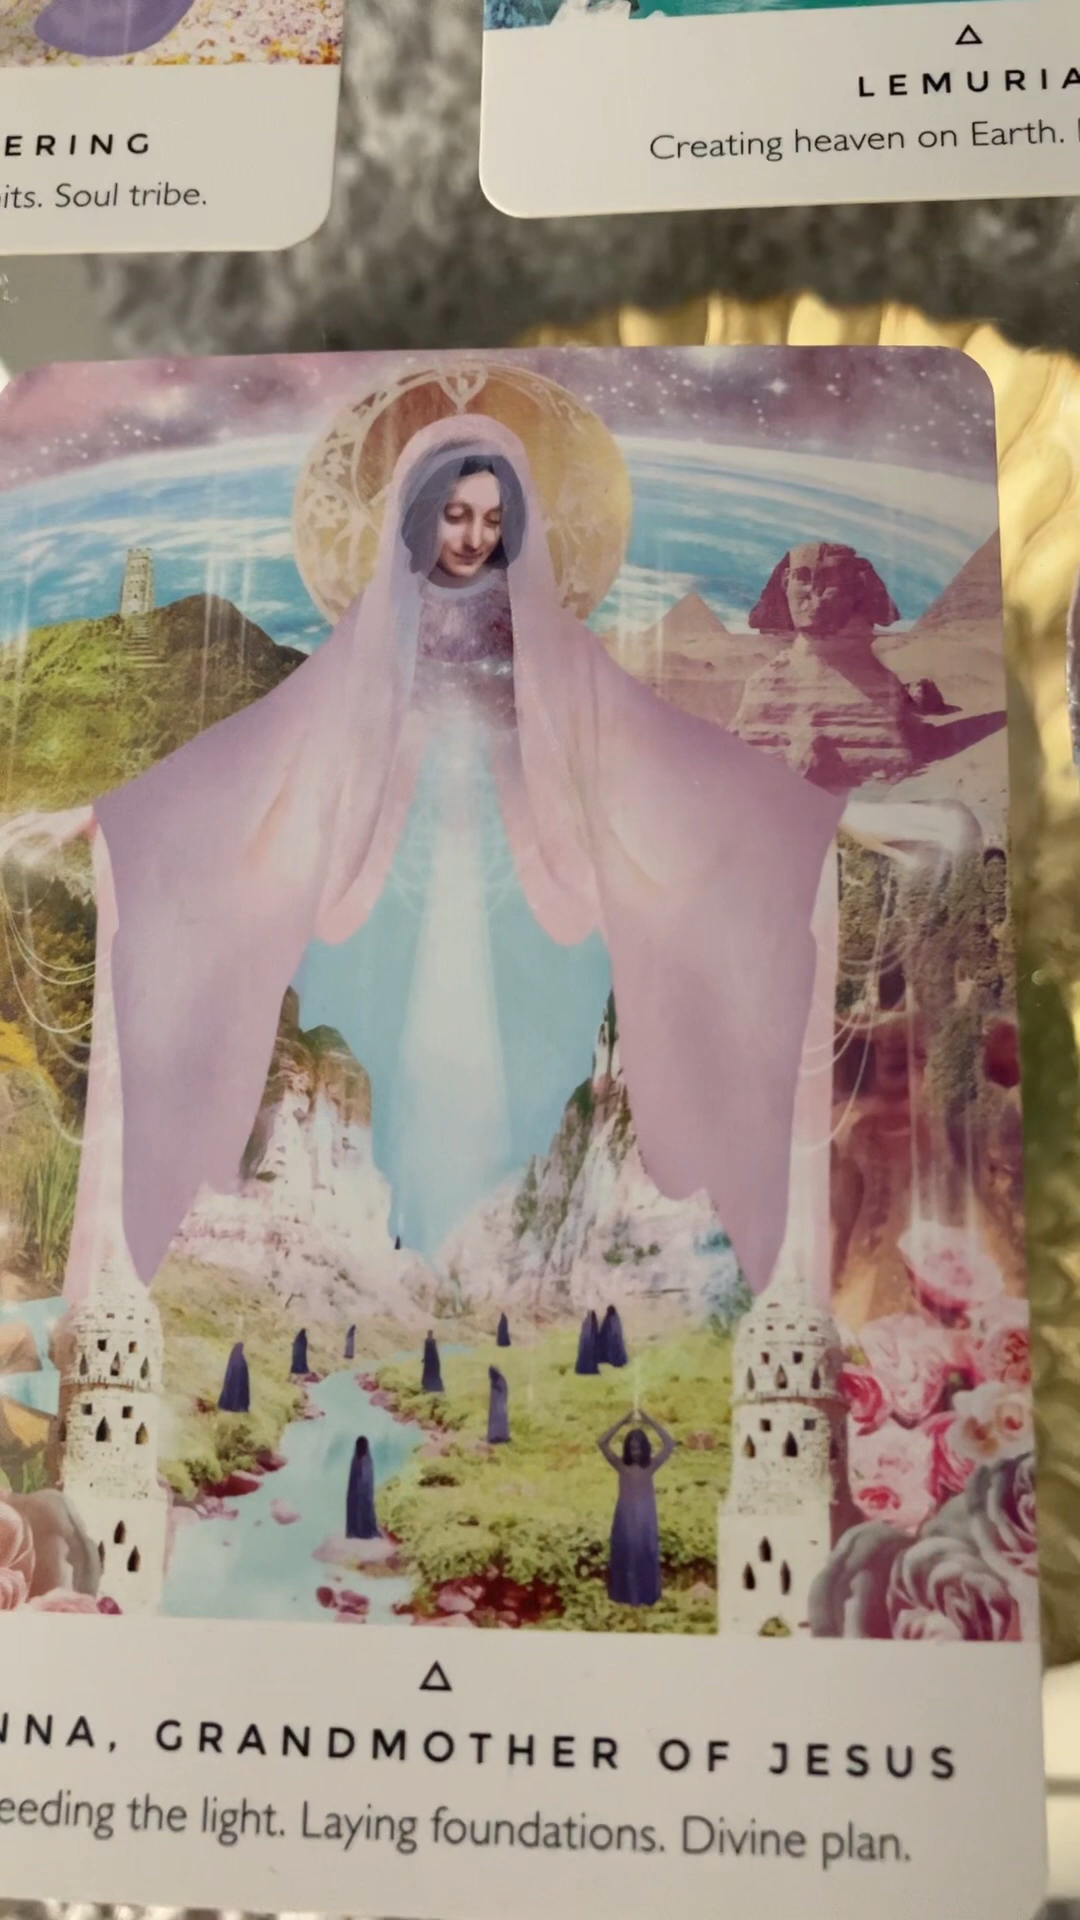 ERING
its. Soul tribe.
LEMURIA
Creating heaven on Earth.
NNA, GRANDMOTHER OF JESUS
eeding the light. Laying foundations. Divine plan.